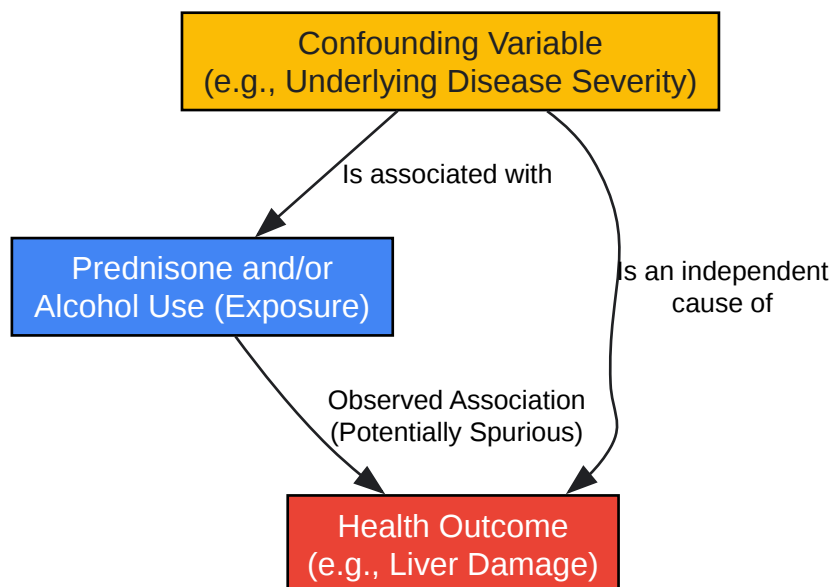 Confounding Variable
(e.g., Underlying Disease Severity)
Is associated with
Prednisone and/or
Alcohol Use (Exposure)
Is an independent
cause of
Observed Association
(Potentially Spurious)
Health Outcome
(e.g., Liver Damage)